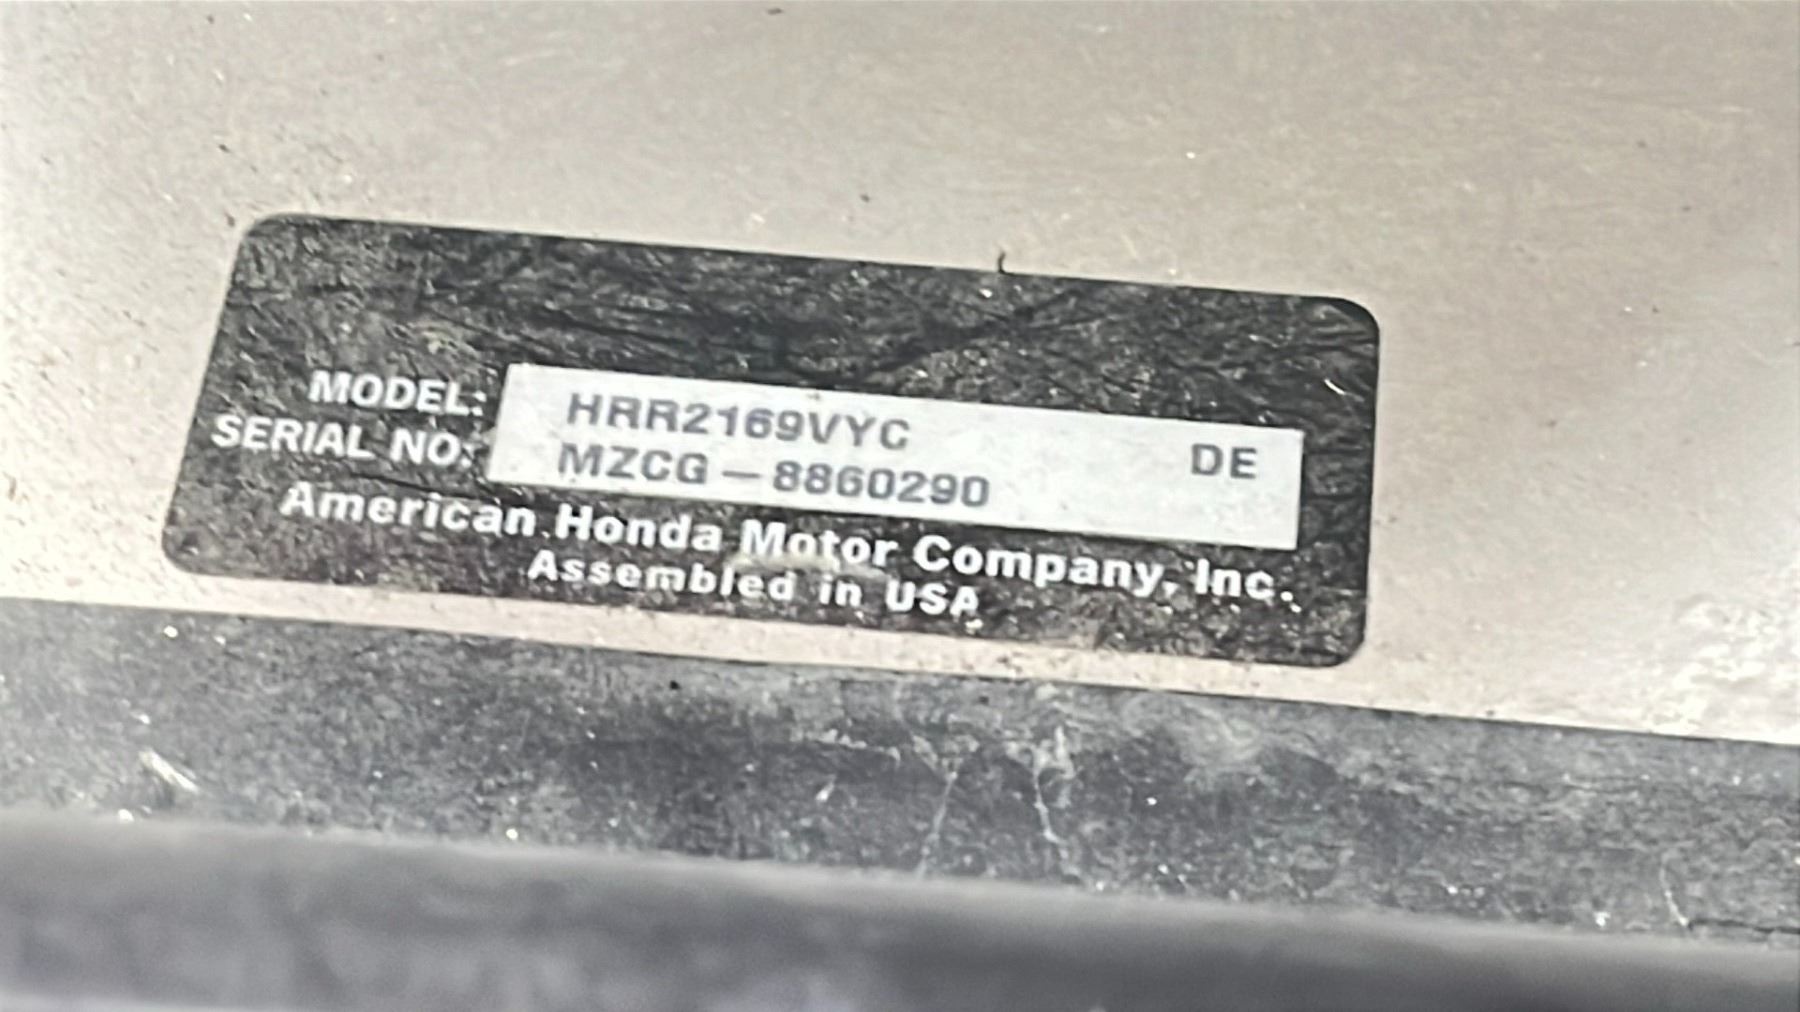 MODEL: HRR2169VYC DE
SERIAL NO: MZCG-8860290
American Honda Motor Company, Inc.
Assembled in USA